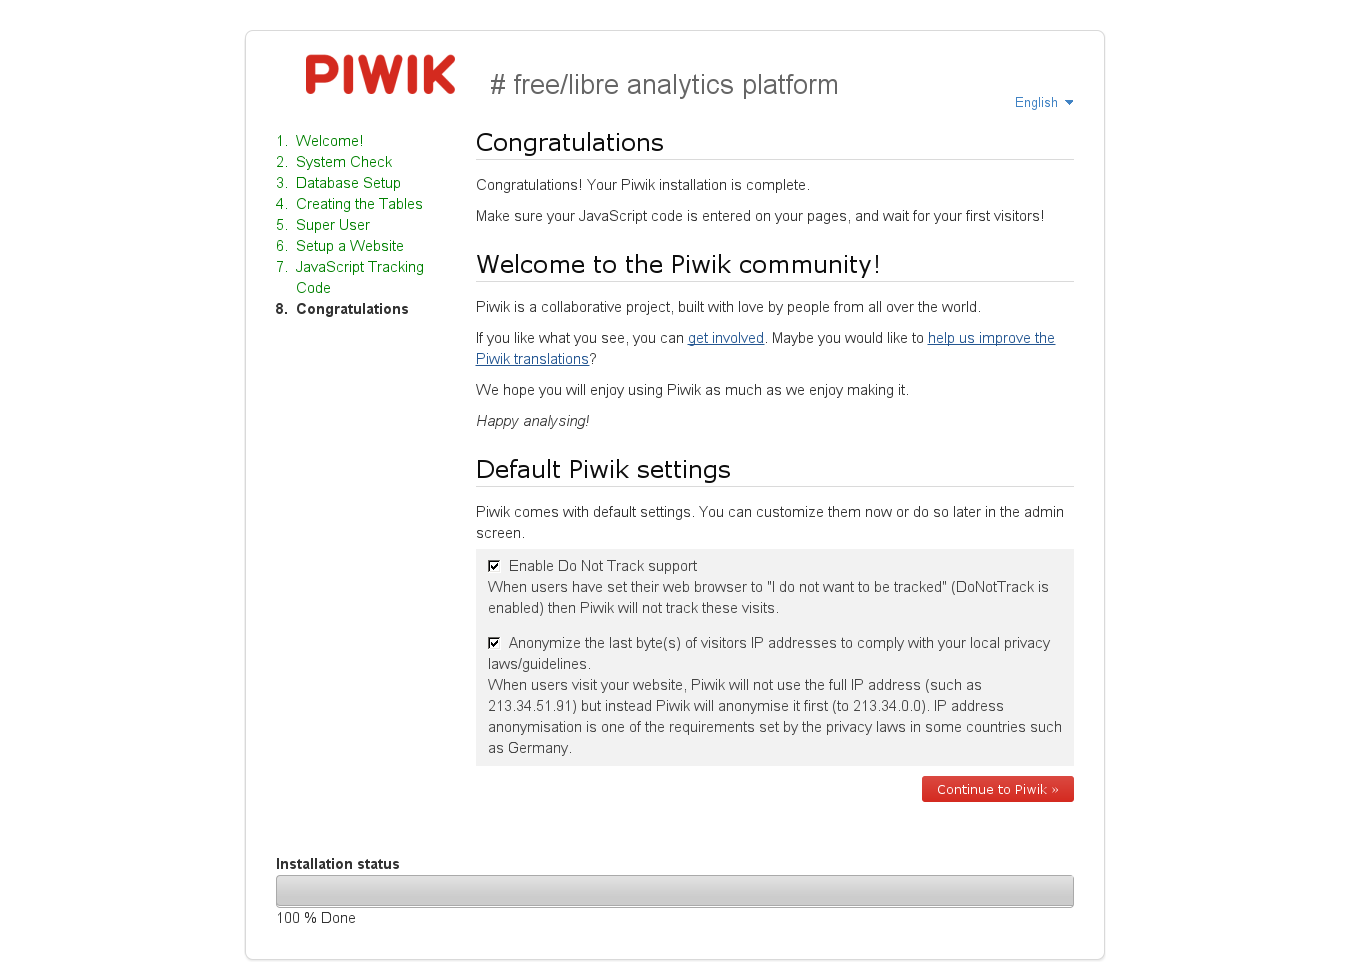 PIWIK # free/libre analytics platform
English
1. Welcome!
2. System Check
3. Database Setup
4. Creating the Tables
5. Super User
6. Setup a Website
7. JavaScript Tracking
Code
8. Congratulations
Congratulations
Congratulations! Your Piwik installation is complete.
Make sure your JavaScript code is entered on your pages, and wait for your first visitors!
Welcome to the Piwik community!
Piwik is a collaborative project, built with love by people from all over the world.
If you like what you see, you can get involved. Maybe you would like to help us improve the
Piwik translations?
We hope you will enjoy using Piwik as much as we enjoy making it.
Happy analysing!
Default Piwik settings
Piwik comes with default settings. You can customize them now or do so later in the admin
screen.
Enable Do Not Track support
When users have set their web browser to "I do not want to be tracked" (DoNotTrack is
enabled) then Piwik will not track these visits.
Anonymize the last byte(s) of visitors IP addresses to comply with your local privacy
laws/guidelines.
When users visit your website, Piwik will not use the full IP address (such as
213.34.51.91) but instead Piwik will anonymise it first (to 213.34.0.0). IP address
anonymisation is one of the requirements set by the privacy laws in some countries such
as Germany.
Continue to Piwik »
Installation status
100 % Done